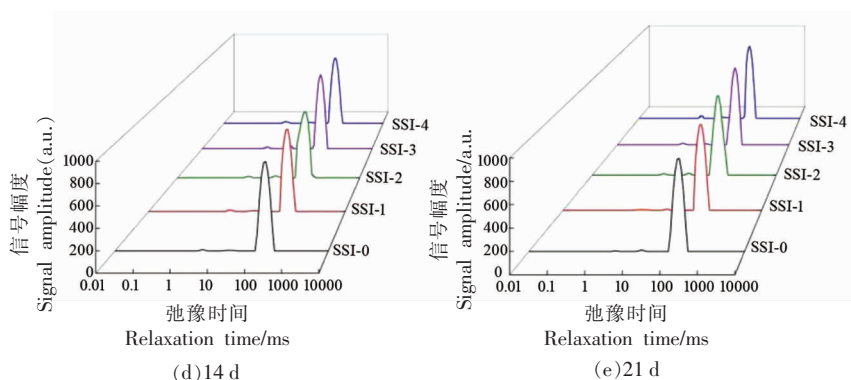 SSI-4
SSI-3
SSI-2
SSI-1
SSI-0
1000
800
600
400
200
0
0.01 0.1 1 10 100 1000 10000
信号幅度
Signal amplitude(a.u.)
弛豫时间
Relaxation time/ms
(d)14 d
SSI-4
SSI-3
SSI-2
SSI-1
SSI-0
1000
800
600
400
200
0
0.01 0.1 1 10 100 1000 10000
信号幅度
Signal amplitude/a.u.
弛豫时间
Relaxation time/ms
(e)21 d